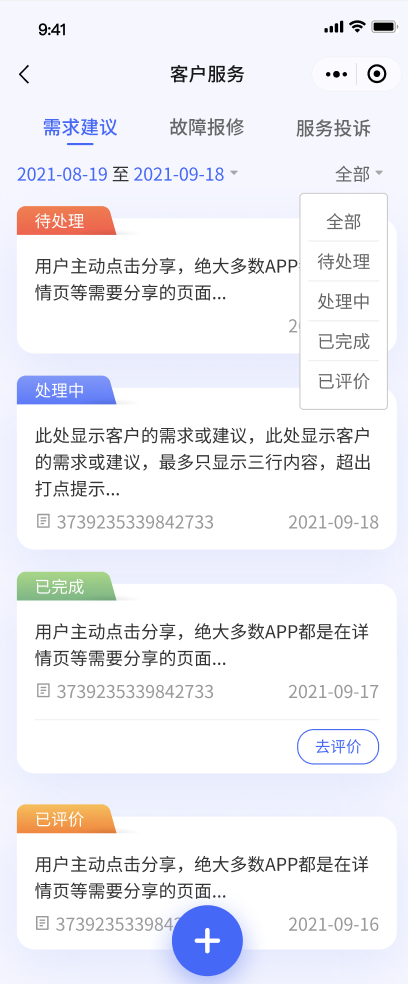 9:41
客户服务
需求建议 故障报修 服务投诉
2021-08-19 至 2021-09-18 全部
全部
待处理
处理中
已完成
已评价
待处理
用户主动点击分享，绝大多数APP
情页等需要分享的页面...
处理中
此处显示客户的需求或建议，此处显示客户
的需求或建议，最多只显示三行内容，超出
打点提示...
3739235339842733 2021-09-18
已完成
用户主动点击分享，绝大多数APP都是在详
情页等需要分享的页面...
3739235339842733 2021-09-17
去评价
已评价
用户主动点击分享，绝大多数APP都是在详
情页等需要分享的页面...
373923533984 2021-09-16